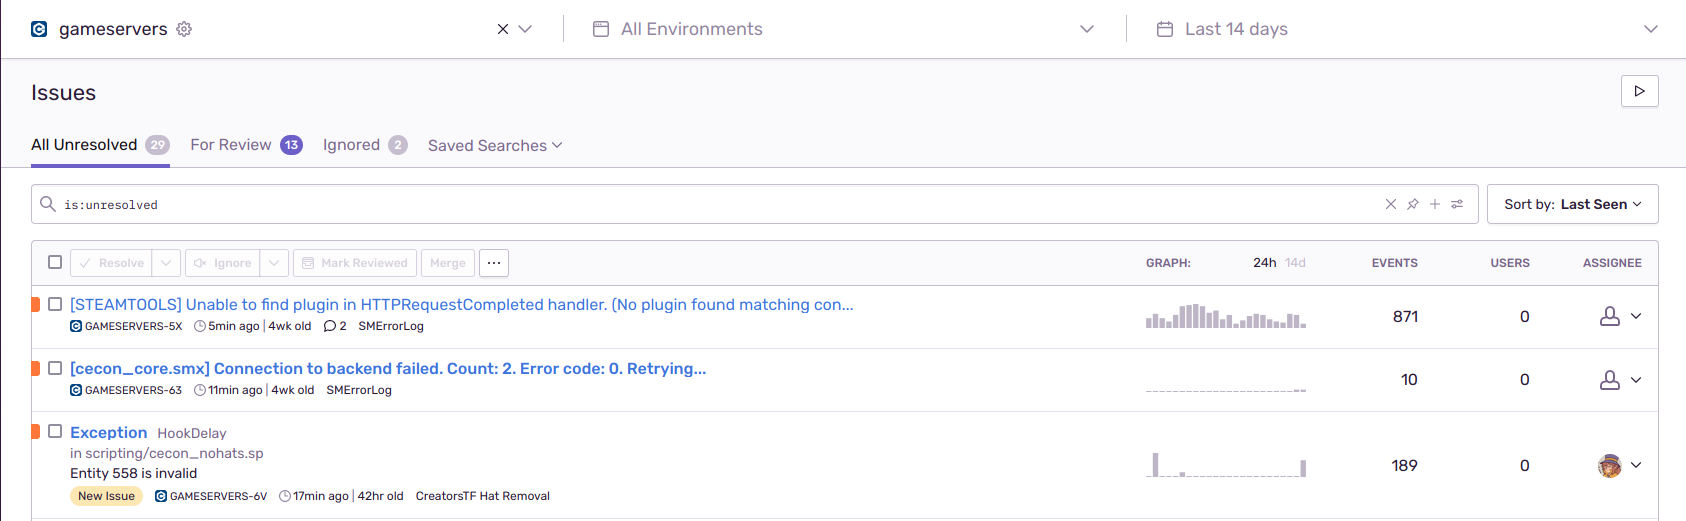 gameservers
All Environments
Last 14 days
Issues
All Unresolved 29
For Review 13
Ignored 2
Saved Searches
is:unresolved
Sort by: Last Seen
Resolve
Ignore
Mark Reviewed
Merge
...
GRAPH: 24h 14d
EVENTS
USERS
ASSIGNEE
[STEAMTOOLS] Unable to find plugin in HTTPRequestCompleted handler. (No plugin found matching con...
GAMESERVERS-5X 5min ago | 4wk old 2 SMErrorLog
871
0
[cecon_core.smx] Connection to backend failed. Count: 2. Error code: 0. Retrying...
GAMESERVERS-63 11min ago | 4wk old SMErrorLog
10
0
Exception HookDelay
in scripting/cecon_nohats.sp
Entity 558 is invalid
New Issue GAMESERVERS-6V 17min ago | 42hr old CreatorsTF Hat Removal
189
0